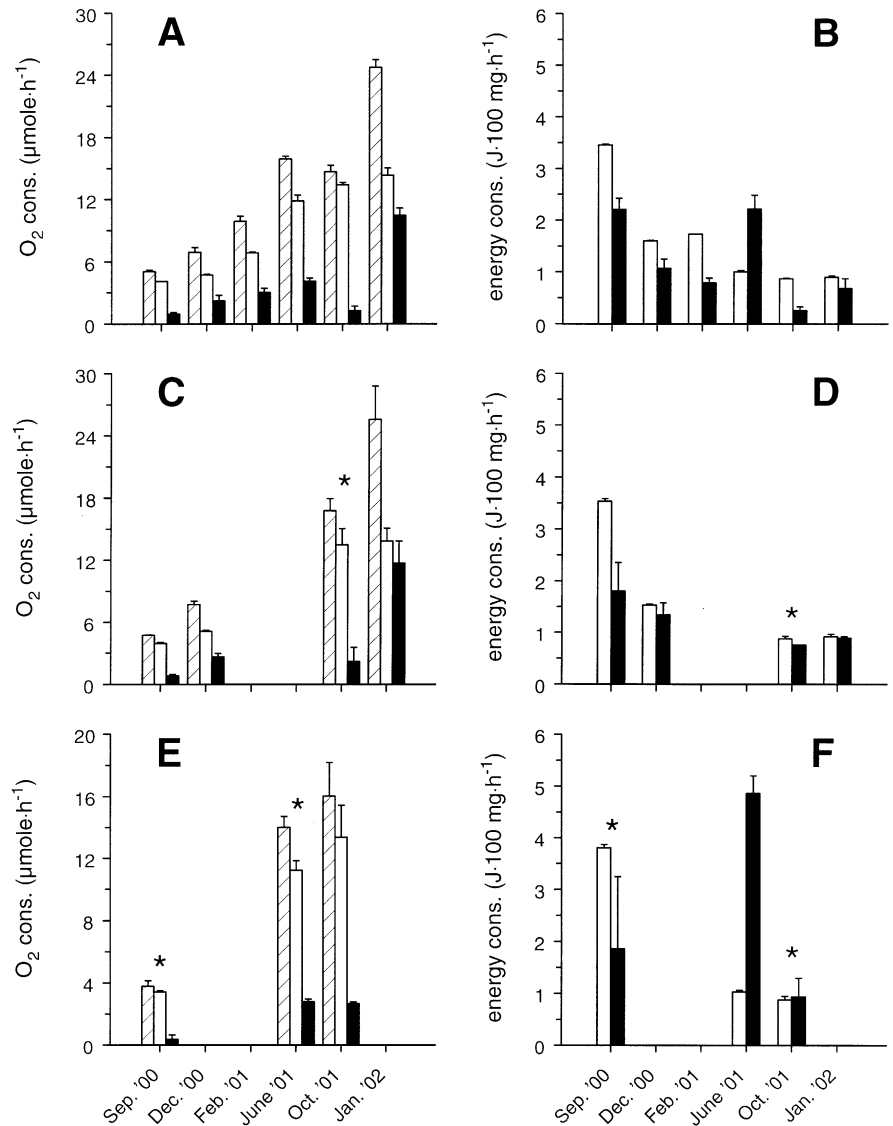 A
O₂ cons. (µmole·h⁻¹)
30
24
18
12
6
0
B
energy cons. (J·100 mg·h⁻¹)
6
5
4
3
2
1
0
C
O₂ cons. (µmole·h⁻¹)
30
24
18
*
12
6
0
D
energy cons. (J·100 mg·h⁻¹)
6
5
4
3
2
*
1
0
E
O₂ cons. (µmole·h⁻¹)
20
16
*
12
8
*
4
0
Sep. '00
Dec. '00
Feb. '01
June '01
Oct. '01
Jan. '02
F
energy cons. (J·100 mg·h⁻¹)
6
5
*
4
3
2
*
1
0
Sep. '00
Dec. '00
Feb. '01
June '01
Oct. '01
Jan. '02